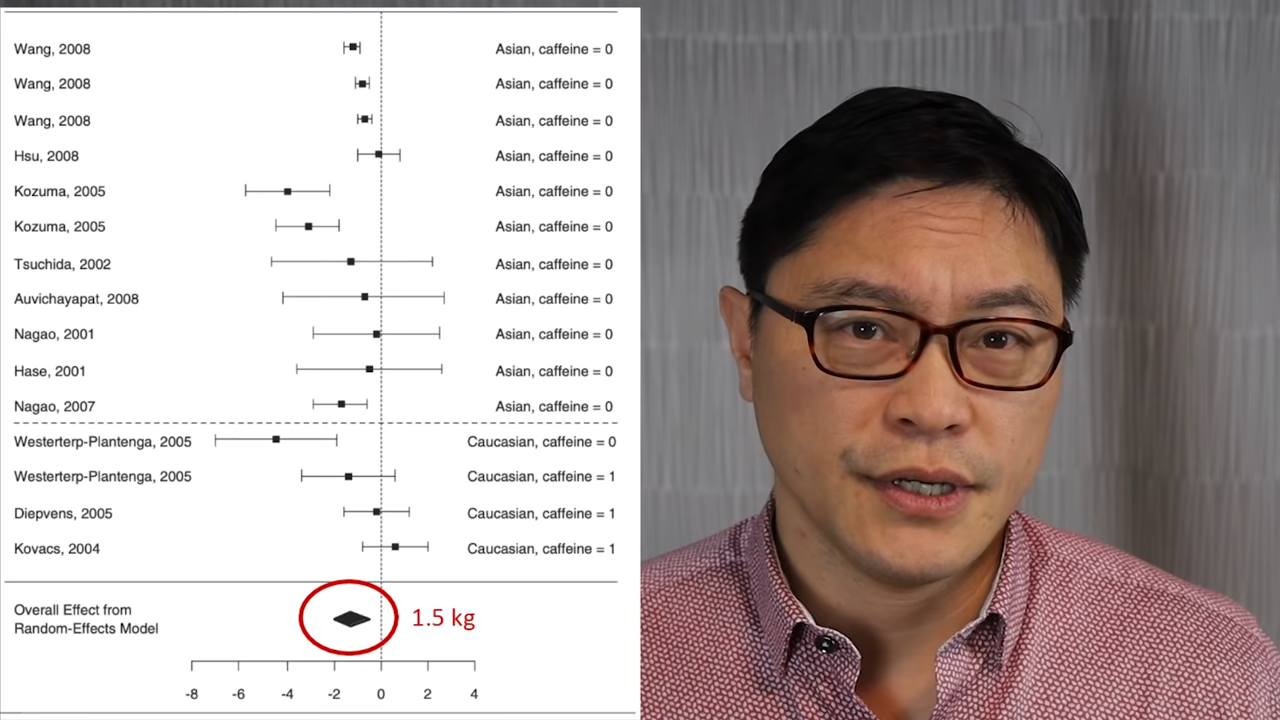 Wang, 2008 Asian, caffeine = 0
Wang, 2008 Asian, caffeine = 0
Wang, 2008 Asian, caffeine = 0
Hsu, 2008 Asian, caffeine = 0
Kozuma, 2005 Asian, caffeine = 0
Kozuma, 2005 Asian, caffeine = 0
Tsuchida, 2002 Asian, caffeine = 0
Auvichayapat, 2008 Asian, caffeine = 0
Nagao, 2001 Asian, caffeine = 0
Hase, 2001 Asian, caffeine = 0
Nagao, 2007 Asian, caffeine = 0
Westerterp-Plantenga, 2005 Caucasian, caffeine = 0
Westerterp-Plantenga, 2005 Caucasian, caffeine = 1
Diepvens, 2005 Caucasian, caffeine = 1
Kovacs, 2004 Caucasian, caffeine = 1
Overall Effect from
Random-Effects Model
1.5 kg
-8 -6 -4 -2 0 2 4